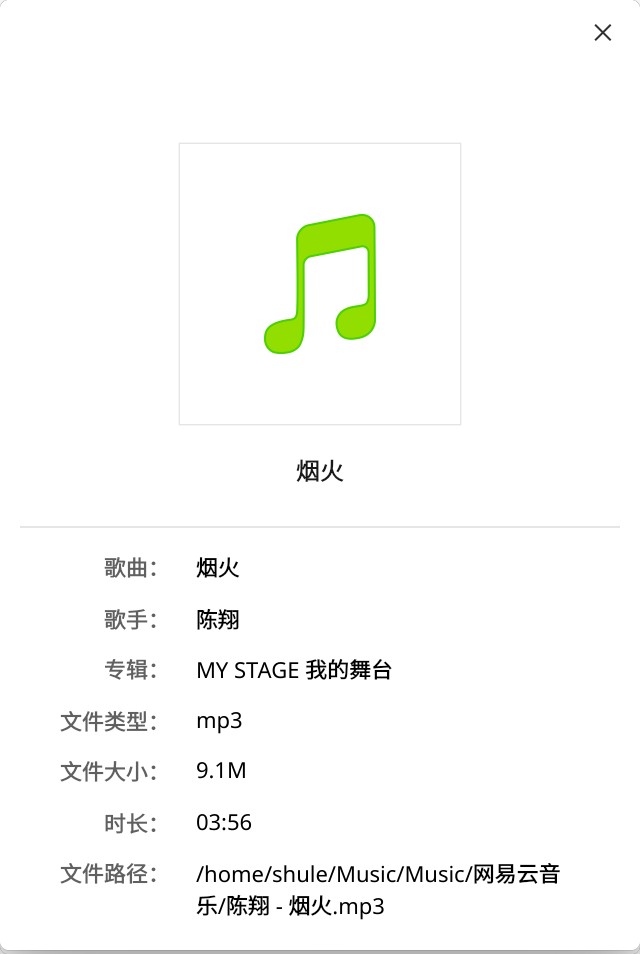 烟火
歌曲： 烟火
歌手： 陈翔
专辑： MY STAGE 我的舞台
文件类型： mp3
文件大小： 9.1M
时长： 03:56
文件路径： /home/shule/Music/Music/网易云音
乐/陈翔 - 烟火.mp3